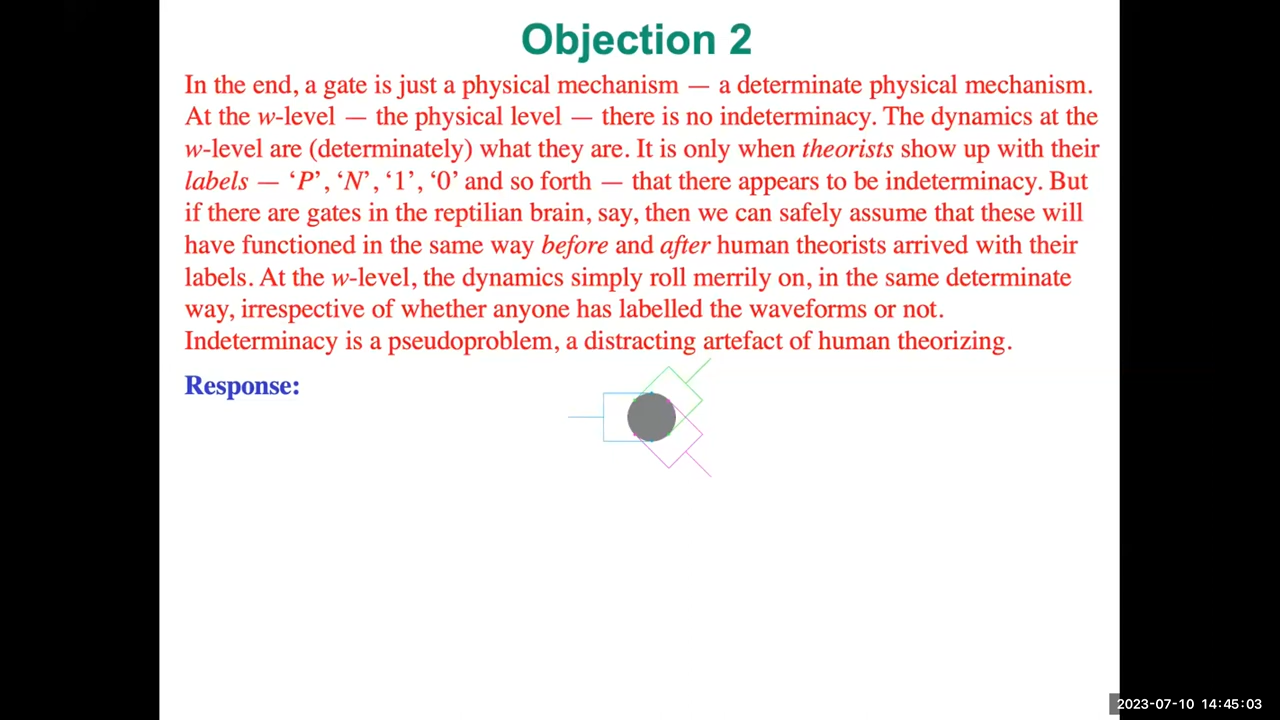 Objection 2
In the end, a gate is just a physical mechanism — a determinate physical mechanism.
At the w-level — the physical level — there is no indeterminacy. The dynamics at the
w-level are (determinately) what they are. It is only when theorists show up with their
labels — ‘P’, ‘N’, ‘1’, ‘0’ and so forth — that there appears to be indeterminacy. But
if there are gates in the reptilian brain, say, then we can safely assume that these will
have functioned in the same way before and after human theorists arrived with their
labels. At the w-level, the dynamics simply roll merrily on, in the same determinate
way, irrespective of whether anyone has labelled the waveforms or not.
Indeterminacy is a pseudoproblem, a distracting artefact of human theorizing.
Response:
2023-07-10 14:45:03